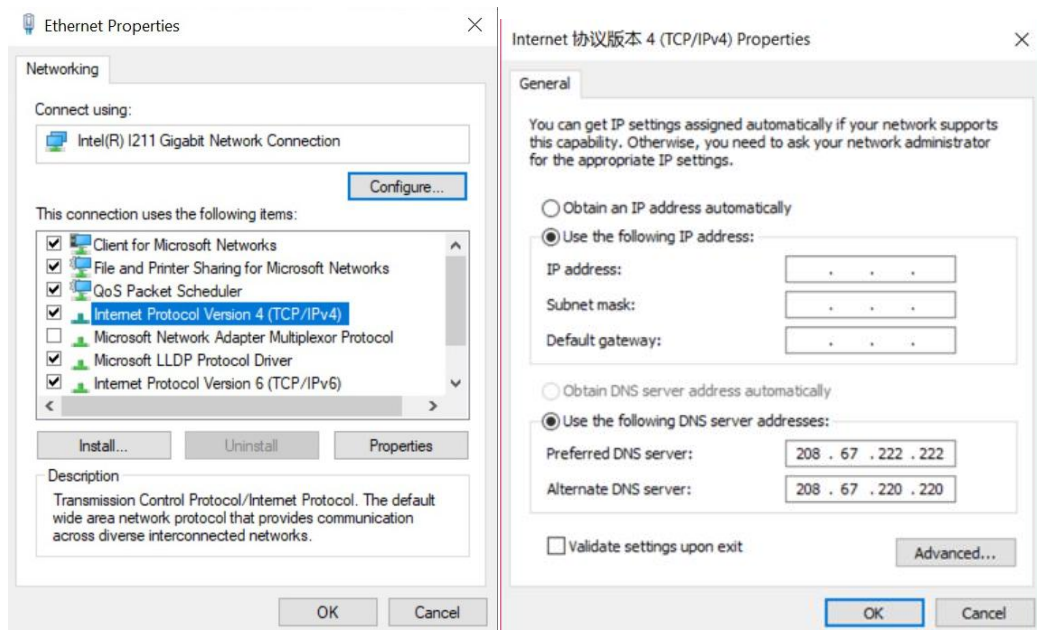 Ethernet Properties
Networking
Connect using:
Intel(R) I211 Gigabit Network Connection
Configure...
This connection uses the following items:
Client for Microsoft Networks
File and Printer Sharing for Microsoft Networks
QoS Packet Scheduler
Internet Protocol Version 4 (TCP/IPv4)
Microsoft Network Adapter Multiplexor Protocol
Microsoft LLDP Protocol Driver
Internet Protocol Version 6 (TCP/IPv6)
Install... Uninstall Properties
Description
Transmission Control Protocol/Internet Protocol. The default
wide area network protocol that provides communication
across diverse interconnected networks.
OK Cancel
Internet 协议版本 4 (TCP/IPv4) Properties
General
You can get IP settings assigned automatically if your network supports
this capability. Otherwise, you need to ask your network administrator
for the appropriate IP settings.
Obtain an IP address automatically
Use the following IP address:
IP address: . . .
Subnet mask: . . .
Default gateway: . . .
Obtain DNS server address automatically
Use the following DNS server addresses:
Preferred DNS server: 208 . 67 . 222 . 222
Alternate DNS server: 208 . 67 . 220 . 220
Validate settings upon exit
Advanced...
OK Cancel